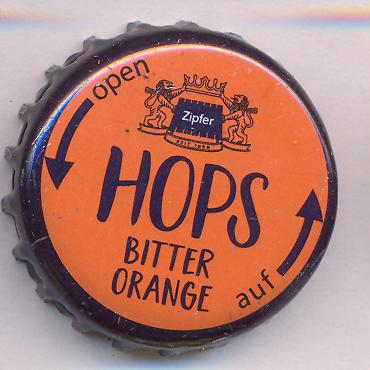 open
Zipfer
SEIT 1858
HOPS
BITTER
ORANGE
auf